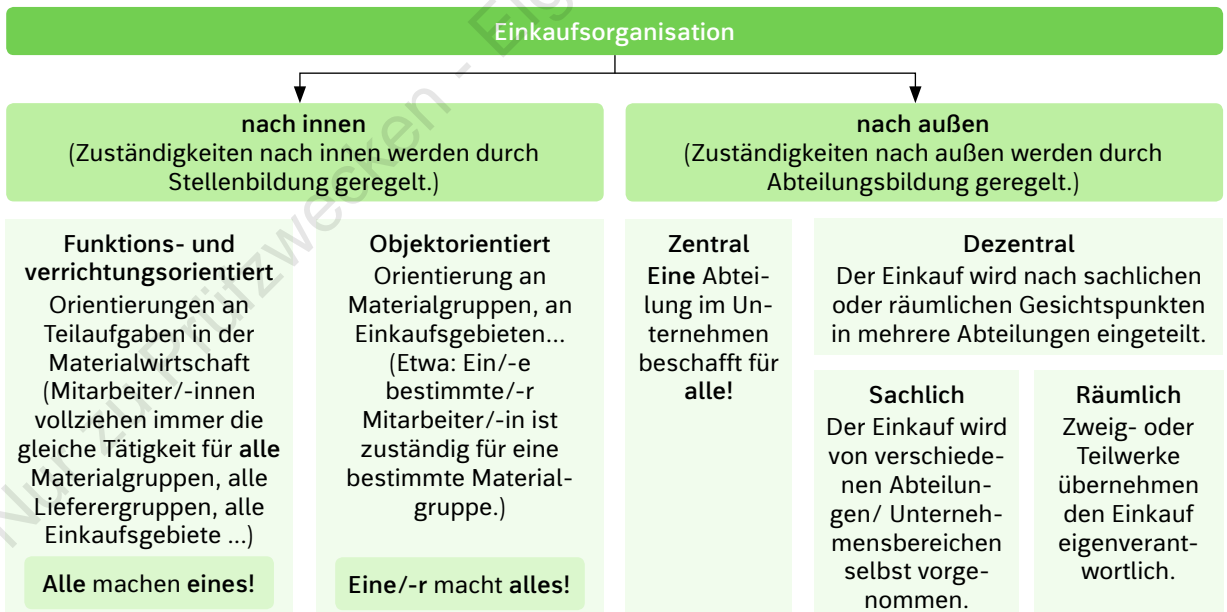 Einkaufsorganisation
nach innen
(Zuständigkeiten nach innen werden durch
Stellenbildung geregelt.)
nach außen
(Zuständigkeiten nach außen werden durch
Abteilungsbildung geregelt.)
Funktions- und
verrichtungsorientiert
Orientierungen an
Teilaufgaben in der
Materialwirtschaft
(Mitarbeiter/-innen
vollziehen immer die
gleiche Tätigkeit für alle
Materialgruppen, alle
Lieferergruppen, alle
Einkaufsgebiete ...)
Alle machen eines!
Objektorientiert
Orientierung an
Materialgruppen, an
Einkaufsgebieten...
(Etwa: Ein/-e
bestimmte/-r
Mitarbeiter/-in ist
zuständig für eine
bestimmte Material-
gruppe.)
Eine/-r macht alles!
Zentral
Eine Abtei-
lung im Un-
ternehmen
beschafft für
alle!
Dezentral
Der Einkauf wird nach sachlichen
oder räumlichen Gesichtspunkten
in mehrere Abteilungen eingeteilt.
Sachlich
Der Einkauf wird
von verschiede-
nen Abteilun-
gen/ Unterneh-
mensbereichen
selbst vorge-
nommen.
Räumlich
Zweig- oder
Teilwerke
übernehmen
den Einkauf
eigenverant-
wortlich.
Nur zu Prüfzwecken -